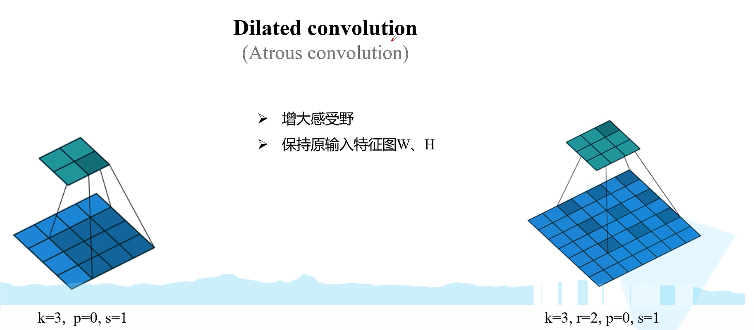 Dilated convolution
(Atrous convolution)
➢ 增大感受野
➢ 保持原输入特征图W、H
k=3, p=0, s=1
k=3, r=2, p=0, s=1